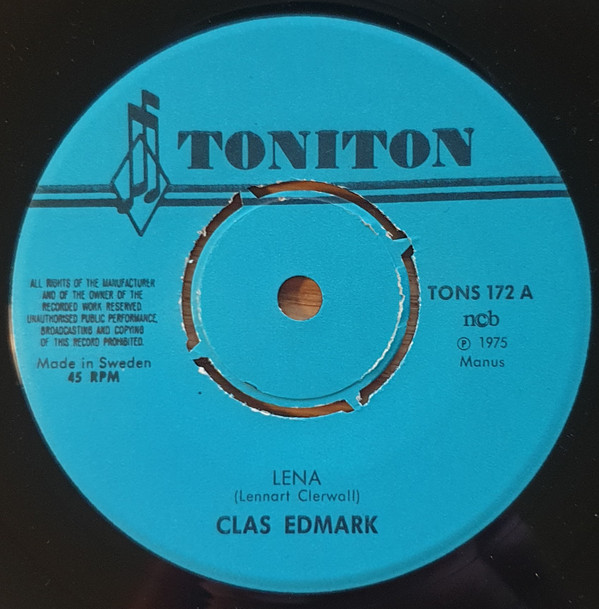 TONITON
ALL RIGHTS OF THE MANUFACTURER
AND OF THE OWNER OF THE
RECORDED WORK RESERVED
UNAUTHORISED PUBLIC PERFORMANCE,
BROADCASTING AND COPYING
OF THIS RECORD PROHIBITED.
Made in Sweden
45 RPM
TONS 172 A
ncb
℗ 1975
Manus
LENA
(Lennart Clerwall)
CLAS EDMARK